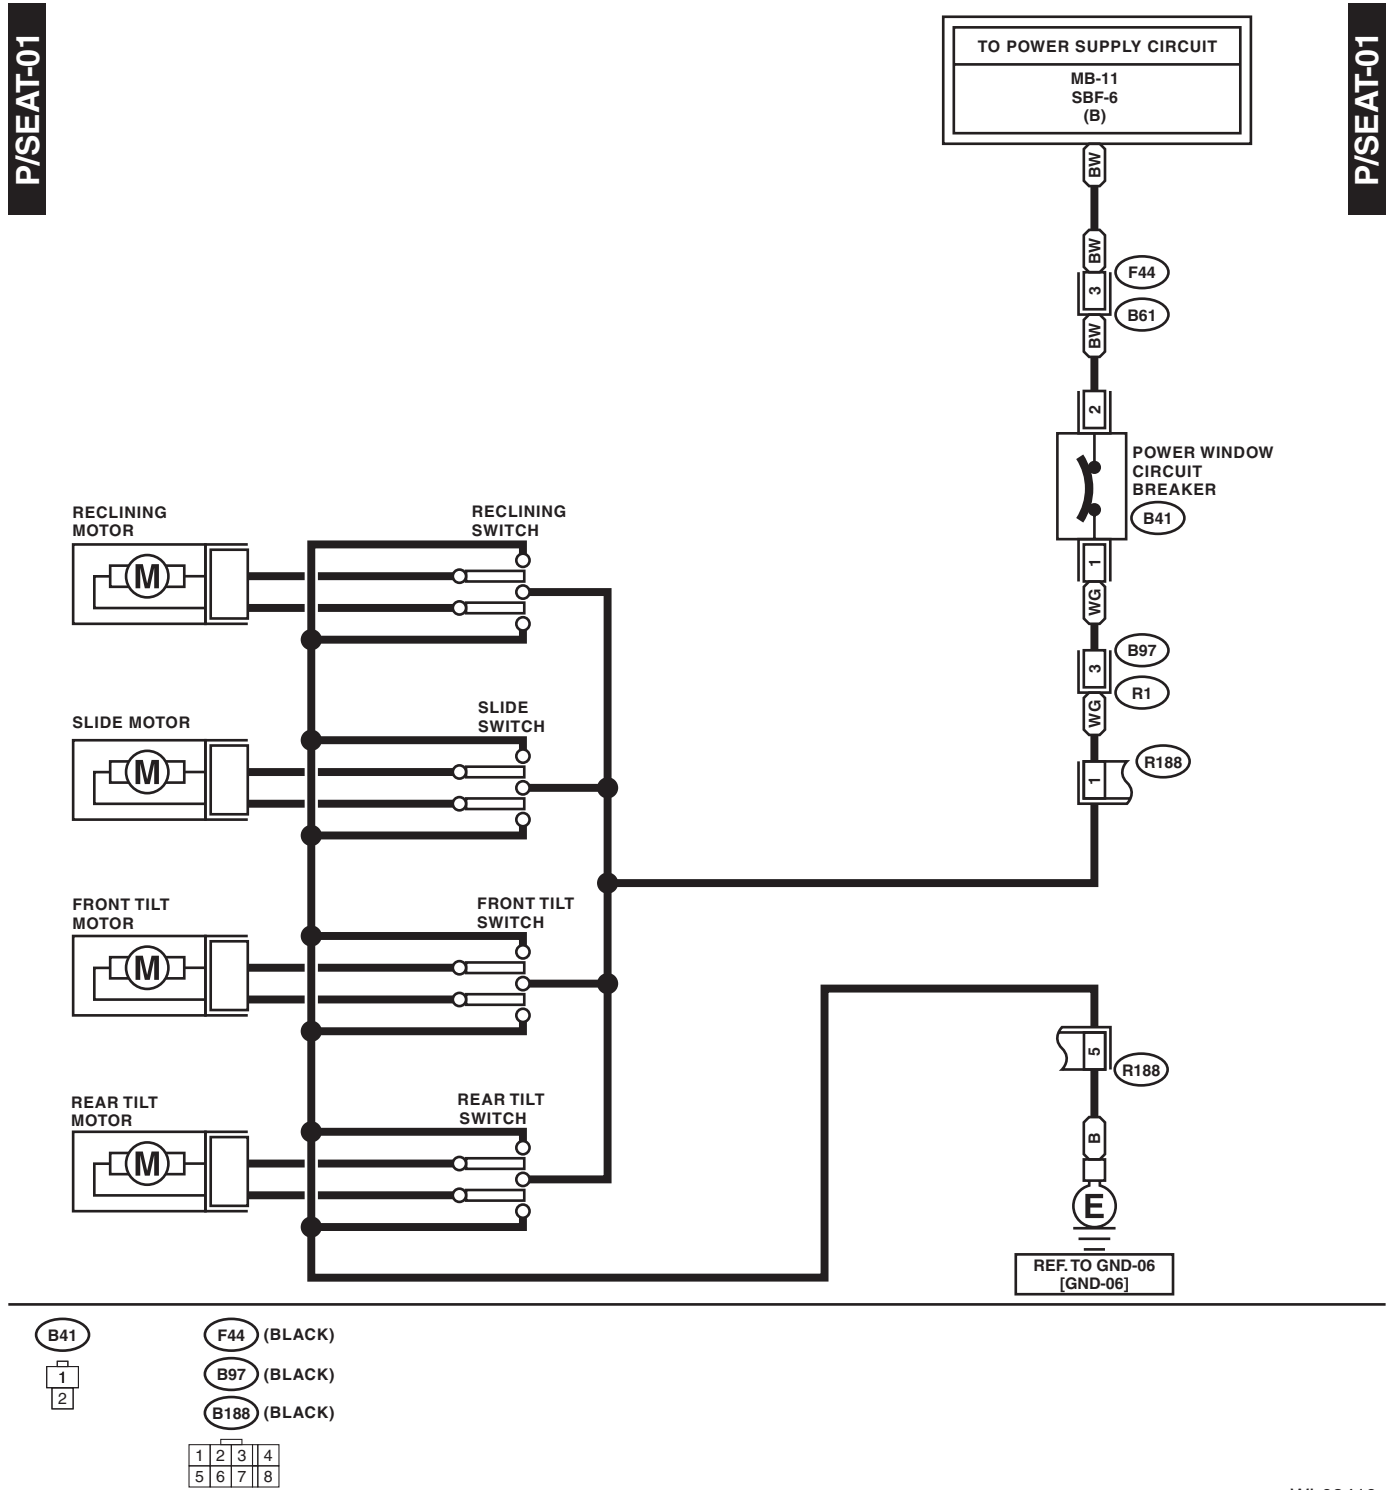 P/SEAT-01
P/SEAT-01
TO POWER SUPPLY CIRCUIT
MB-11
SBF-6
(B)
BW
BW
F44
3
B61
BW
2
POWER WINDOW
CIRCUIT
BREAKER
B41
1
WG
B97
3
R1
WG
R188
1
RECLINING
MOTOR
M
RECLINING
SWITCH
SLIDE MOTOR
M
SLIDE
SWITCH
FRONT TILT
MOTOR
M
FRONT TILT
SWITCH
REAR TILT
MOTOR
M
REAR TILT
SWITCH
5
R188
B
E
REF. TO GND-06
[GND-06]
B41
1
2
F44 (BLACK)
B97 (BLACK)
B188 (BLACK)
1 2 3 4
5 6 7 8